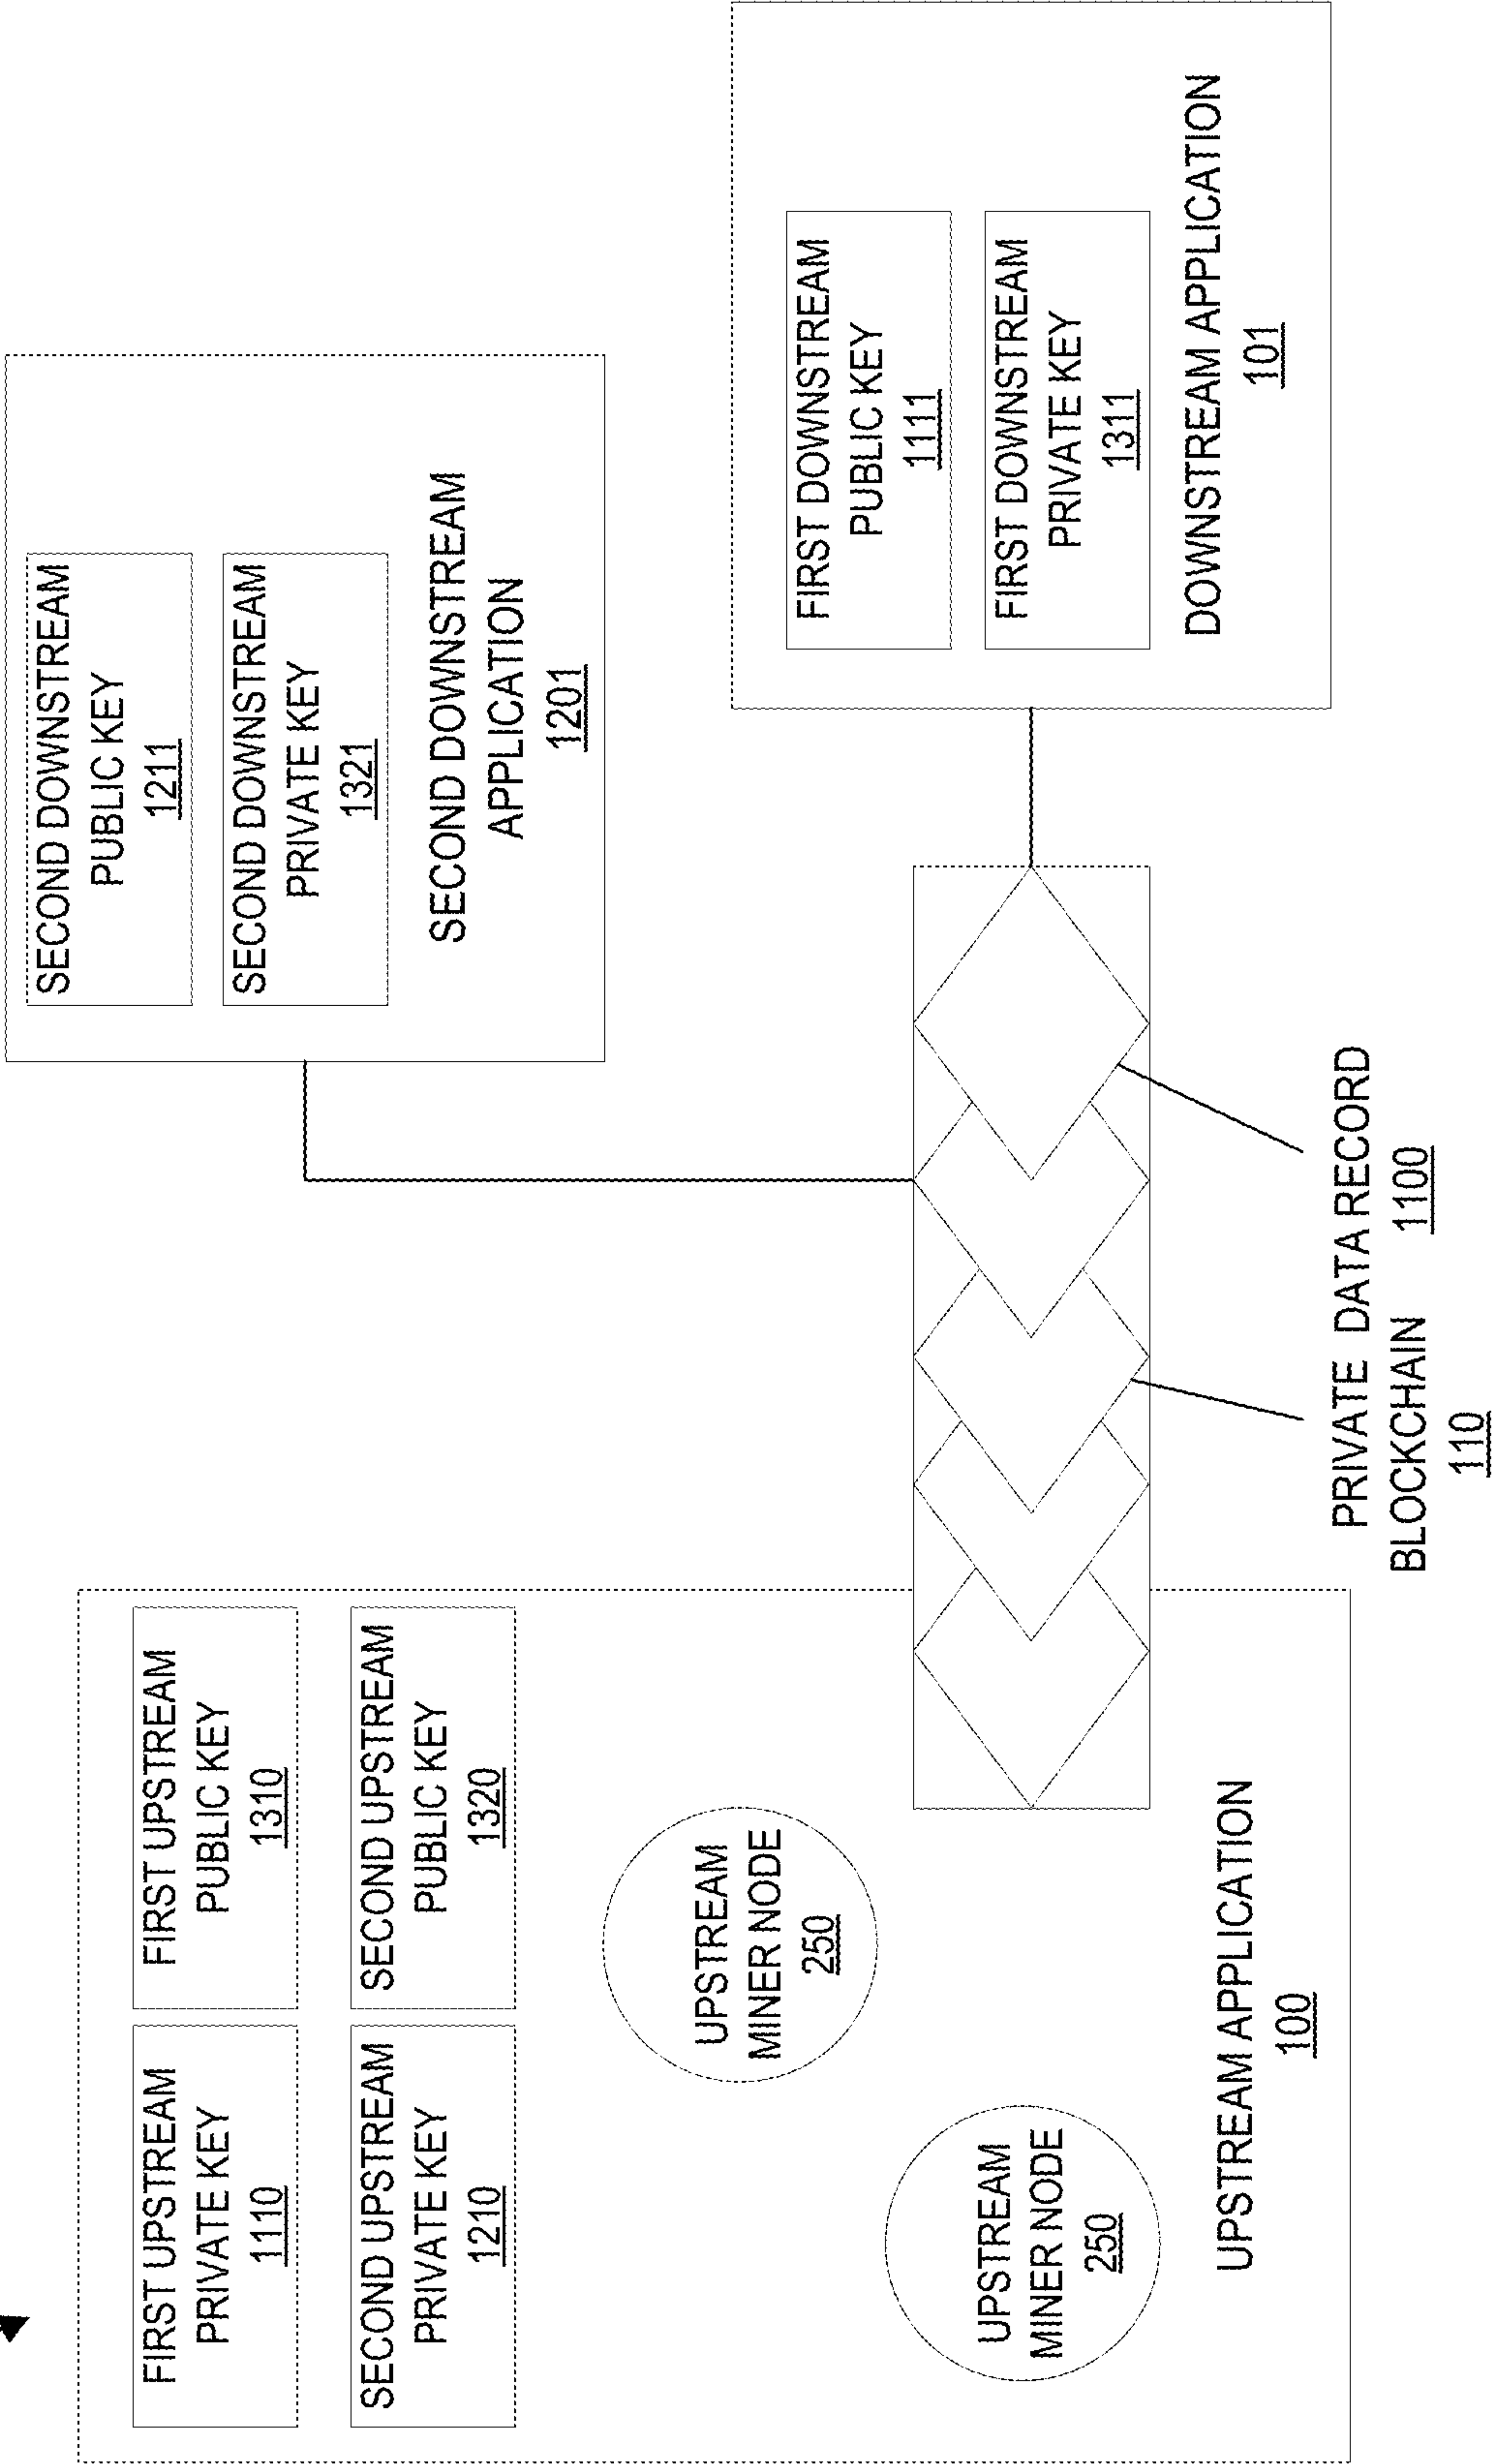 FIRST UPSTREAM
PRIVATE KEY
1110
FIRST UPSTREAM
PUBLIC KEY
1310
SECOND UPSTREAM
PRIVATE KEY
1210
SECOND UPSTREAM
PUBLIC KEY
1320
UPSTREAM
MINER NODE
250
UPSTREAM
MINER NODE
250
UPSTREAM APPLICATION
100
SECOND DOWNSTREAM
PUBLIC KEY
1211
SECOND DOWNSTREAM
PRIVATE KEY
1321
SECOND DOWNSTREAM
APPLICATION
1201
FIRST DOWNSTREAM
PUBLIC KEY
1111
FIRST DOWNSTREAM
PRIVATE KEY
1311
DOWNSTREAM APPLICATION
101
PRIVATE DATA RECORD
BLOCKCHAIN 1100
110